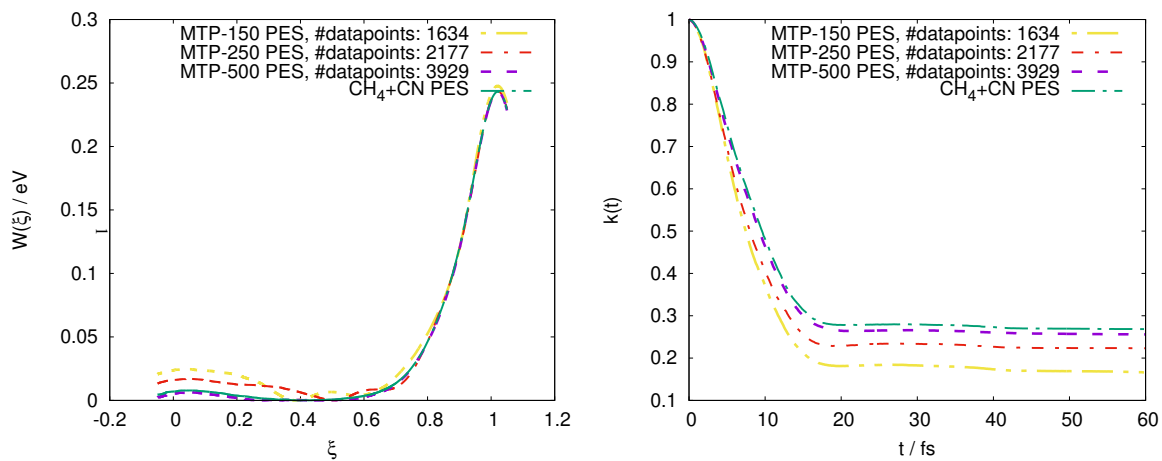 MTP-150 PES, #datapoints: 1634
MTP-250 PES, #datapoints: 2177
MTP-500 PES, #datapoints: 3929
CH₄+CN PES
0.3
0.25
0.2
0.15
0.1
0.05
0
W(ξ) / eV
-0.2 0 0.2 0.4 0.6 0.8 1 1.2
ξ
MTP-150 PES, #datapoints: 1634
MTP-250 PES, #datapoints: 2177
MTP-500 PES, #datapoints: 3929
CH₄+CN PES
1
0.9
0.8
0.7
0.6
0.5
0.4
0.3
0.2
0.1
k(t)
0 10 20 30 40 50 60
t / fs